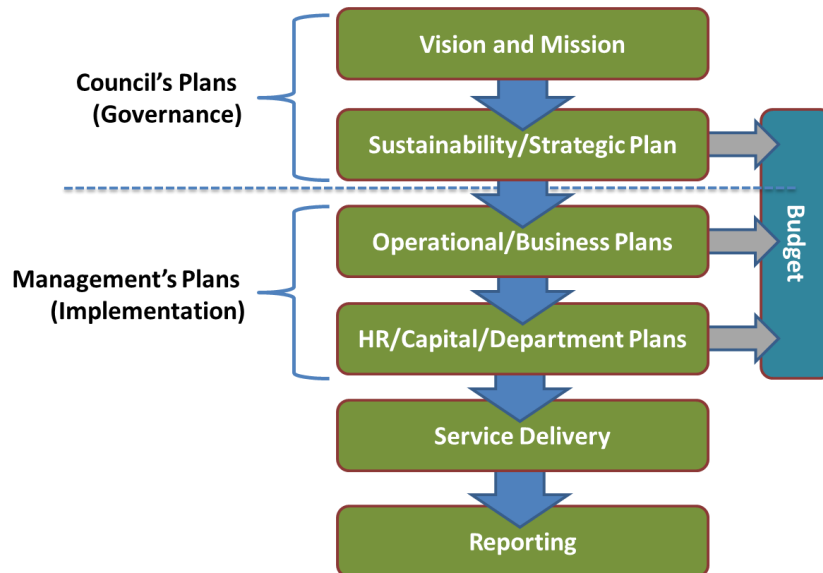 Vision and Mission
Council’s Plans
(Governance)
Sustainability/Strategic Plan
Operational/Business Plans
Management’s Plans
(Implementation)
HR/Capital/Department Plans
Budget
Service Delivery
Reporting